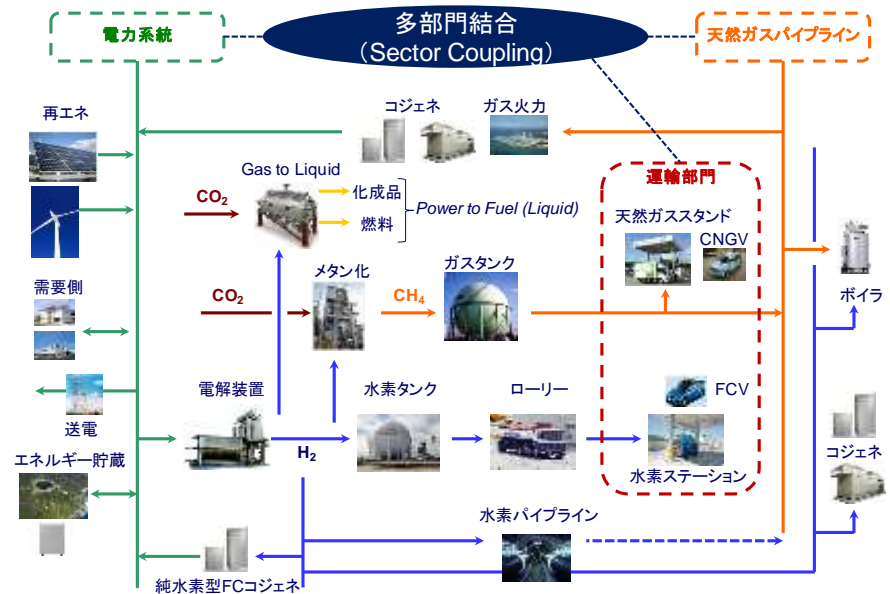 多部門結合
(Sector Coupling)
電力系統
天然ガスパイプライン
再エネ
コジェネ
ガス火力
Gas to Liquid
運輸部門
CO2
化成品
燃料
Power to Fuel (Liquid)
天然ガススタンド
CNGV
需要側
CO2
メタン化
CH4
ガスタンク
ボイラ
送電
電解装置
H2
水素タンク
ローリー
FCV
水素ステーション
コジェネ
エネルギー貯蔵
水素パイプライン
純水素型FCコジェネ